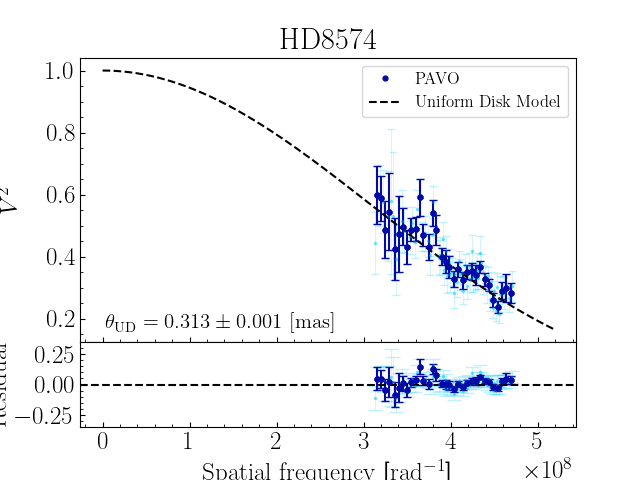 HD8574
PAVO
Uniform Disk Model
1.0
0.8
0.6
0.4
0.2
V²
θ_UD = 0.313 ± 0.001 [mas]
0.25
0.00
−0.25
Residual
0 1 2 3 4 5
×10⁸
Spatial frequency [rad⁻¹]